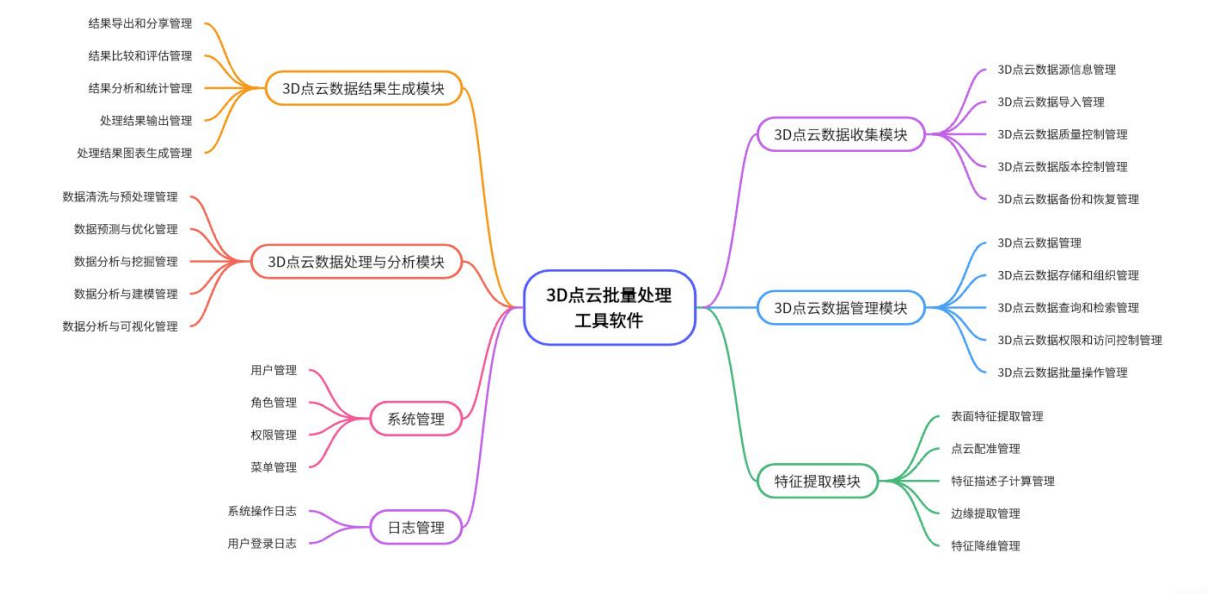 3D点云批量处理
工具软件
3D点云数据收集模块
3D点云数据源信息管理
3D点云数据导入管理
3D点云数据质量控制管理
3D点云数据版本控制管理
3D点云数据备份和恢复管理
3D点云数据管理模块
3D点云数据管理
3D点云数据存储和组织管理
3D点云数据查询和检索管理
3D点云数据权限和访问控制管理
3D点云数据批量操作管理
特征提取模块
表面特征提取管理
点云配准管理
特征描述子计算管理
边缘提取管理
特征降维管理
3D点云数据结果生成模块
结果导出和分享管理
结果比较和评估管理
结果分析和统计管理
处理结果输出管理
处理结果图表生成管理
3D点云数据处理与分析模块
数据清洗与预处理管理
数据预测与优化管理
数据分析与挖掘管理
数据分析与建模管理
数据分析与可视化管理
系统管理
用户管理
角色管理
权限管理
菜单管理
日志管理
系统操作日志
用户登录日志